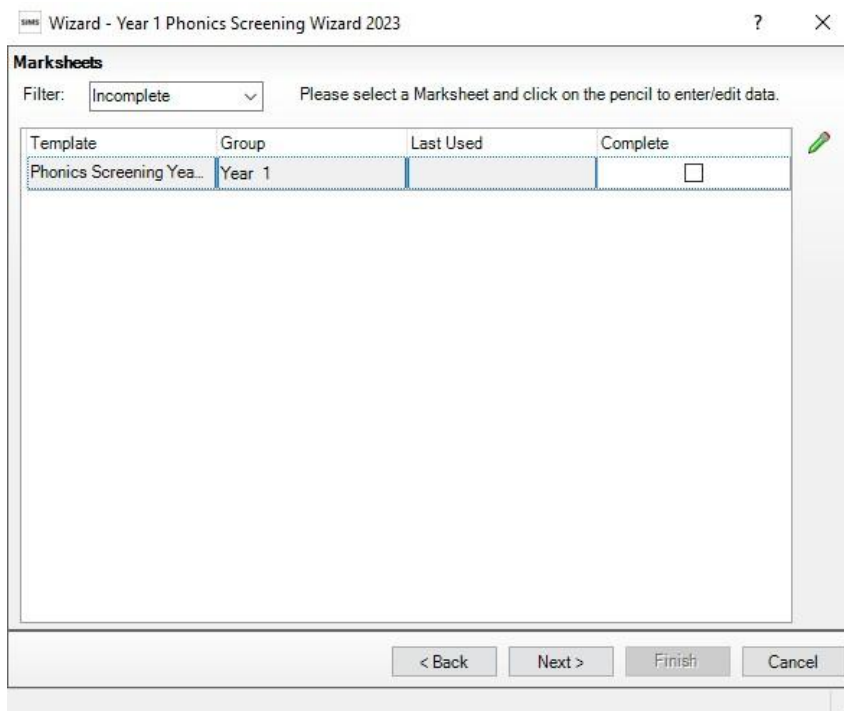 SIMS Wizard - Year 1 Phonics Screening Wizard 2023 ?
Marksheets
Filter: Incomplete Please select a Marksheet and click on the pencil to enter/edit data.
Template Group Last Used Complete
Phonics Screening Yea... Year 1
< Back Next > Finish Cancel